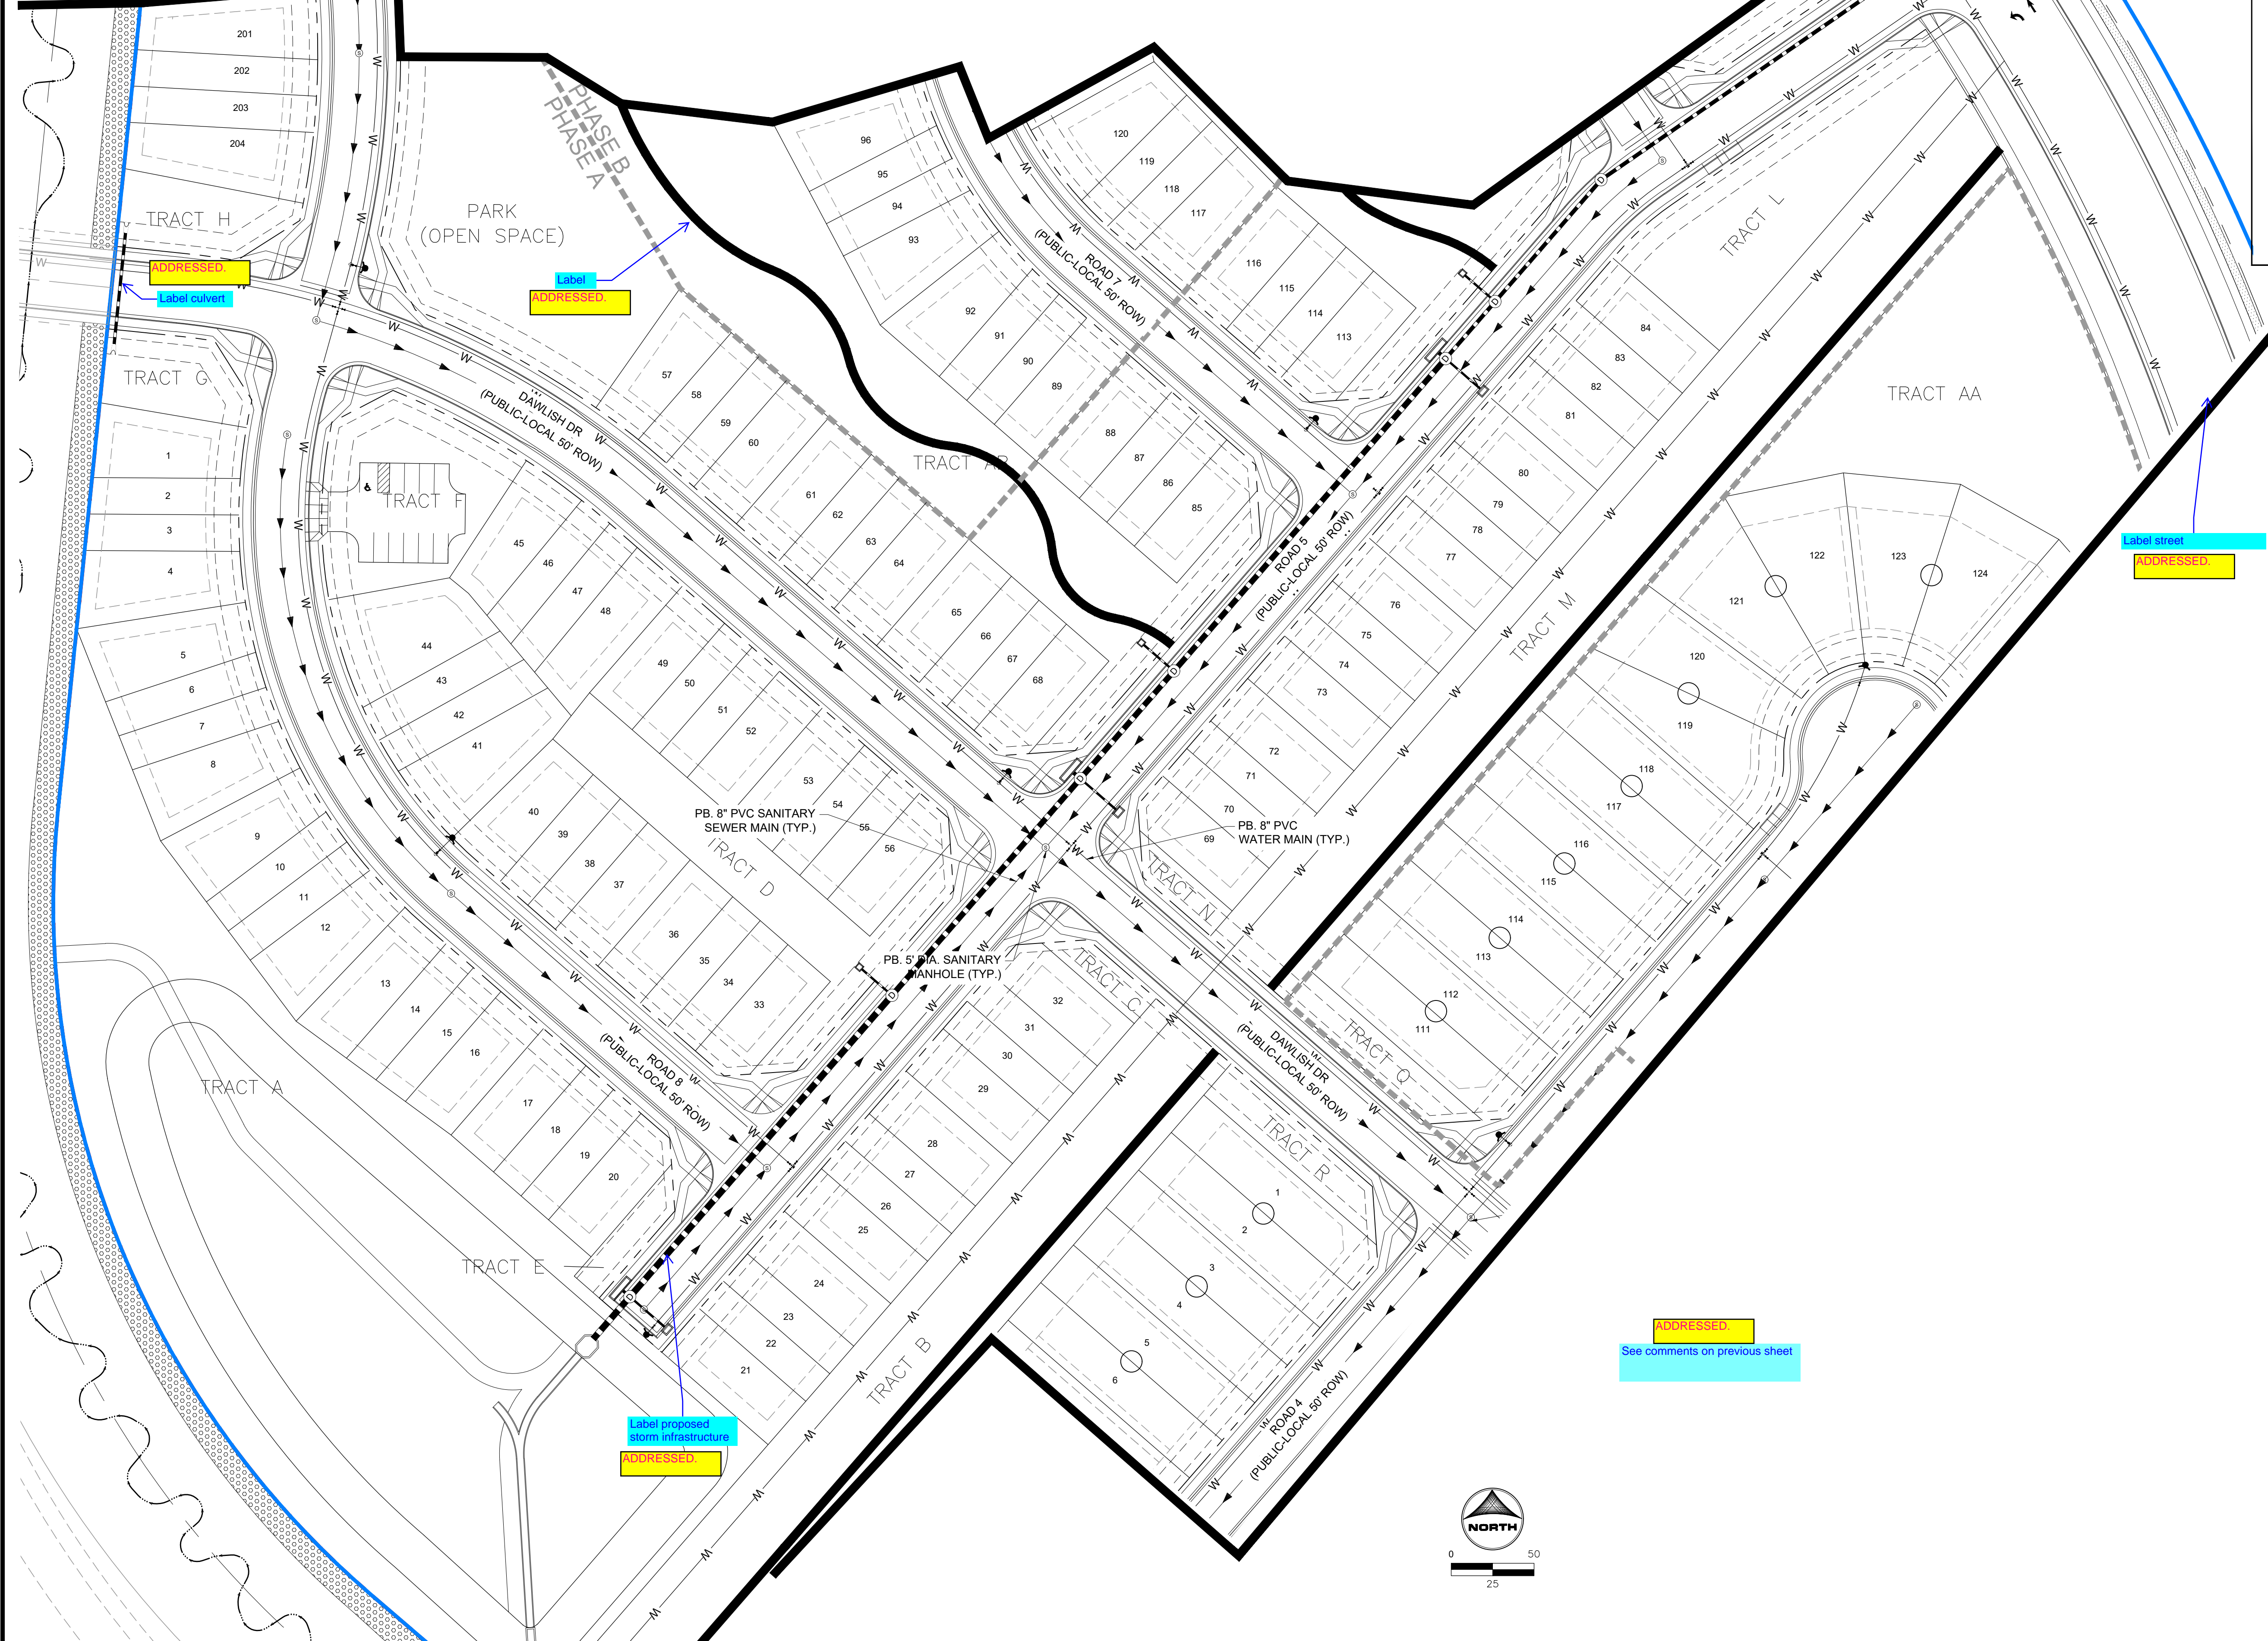 201
202
203
204
TRACT H
ADDRESSED.
Label culvert
TRACT G
PARK
(OPEN SPACE)
PHASE B
PHASE A
Label
ADDRESSED.
96
95
94
93
92
91
90
89
88
87
86
85
ROAD 7
(PUBLIC-LOCAL 50' ROW)
120
119
118
117
116
115
114
113
TRACT L
84
83
82
81
80
79
78
77
76
75
74
73
72
71
70
69
TRACT M
TRACT AA
Label street
ADDRESSED.
DAWLISH DR
(PUBLIC-LOCAL 50' ROW)
57
58
59
60
61
62
63
64
65
66
67
68
ROAD 5
(PUBLIC-LOCAL 50' ROW)
TRACT F
1
2
3
4
5
6
7
8
9
10
11
12
13
14
15
16
17
18
19
20
45
46
47
48
49
50
51
52
53
54
55
56
44
43
42
41
40
39
38
37
36
35
34
33
TRACT D
PB. 8" PVC SANITARY
SEWER MAIN (TYP.)
PB. 8" PVC
WATER MAIN (TYP.)
PB. 5' DIA. SANITARY
MANHOLE (TYP.)
TRACT N
TRACT C
32
31
30
29
28
27
26
25
24
23
22
21
ROAD 8
(PUBLIC-LOCAL 50' ROW)
TRACT A
TRACT E
TRACT B
Label proposed
storm infrastructure
ADDRESSED.
121
122
123
124
120
119
118
117
116
115
114
113
112
111
TRACT Q
DAWLISH DR
(PUBLIC-LOCAL 50' ROW)
TRACT R
1
2
3
4
5
6
ROAD 4
(PUBLIC-LOCAL 50' ROW)
ADDRESSED.
See comments on previous sheet
NORTH
0
50
25